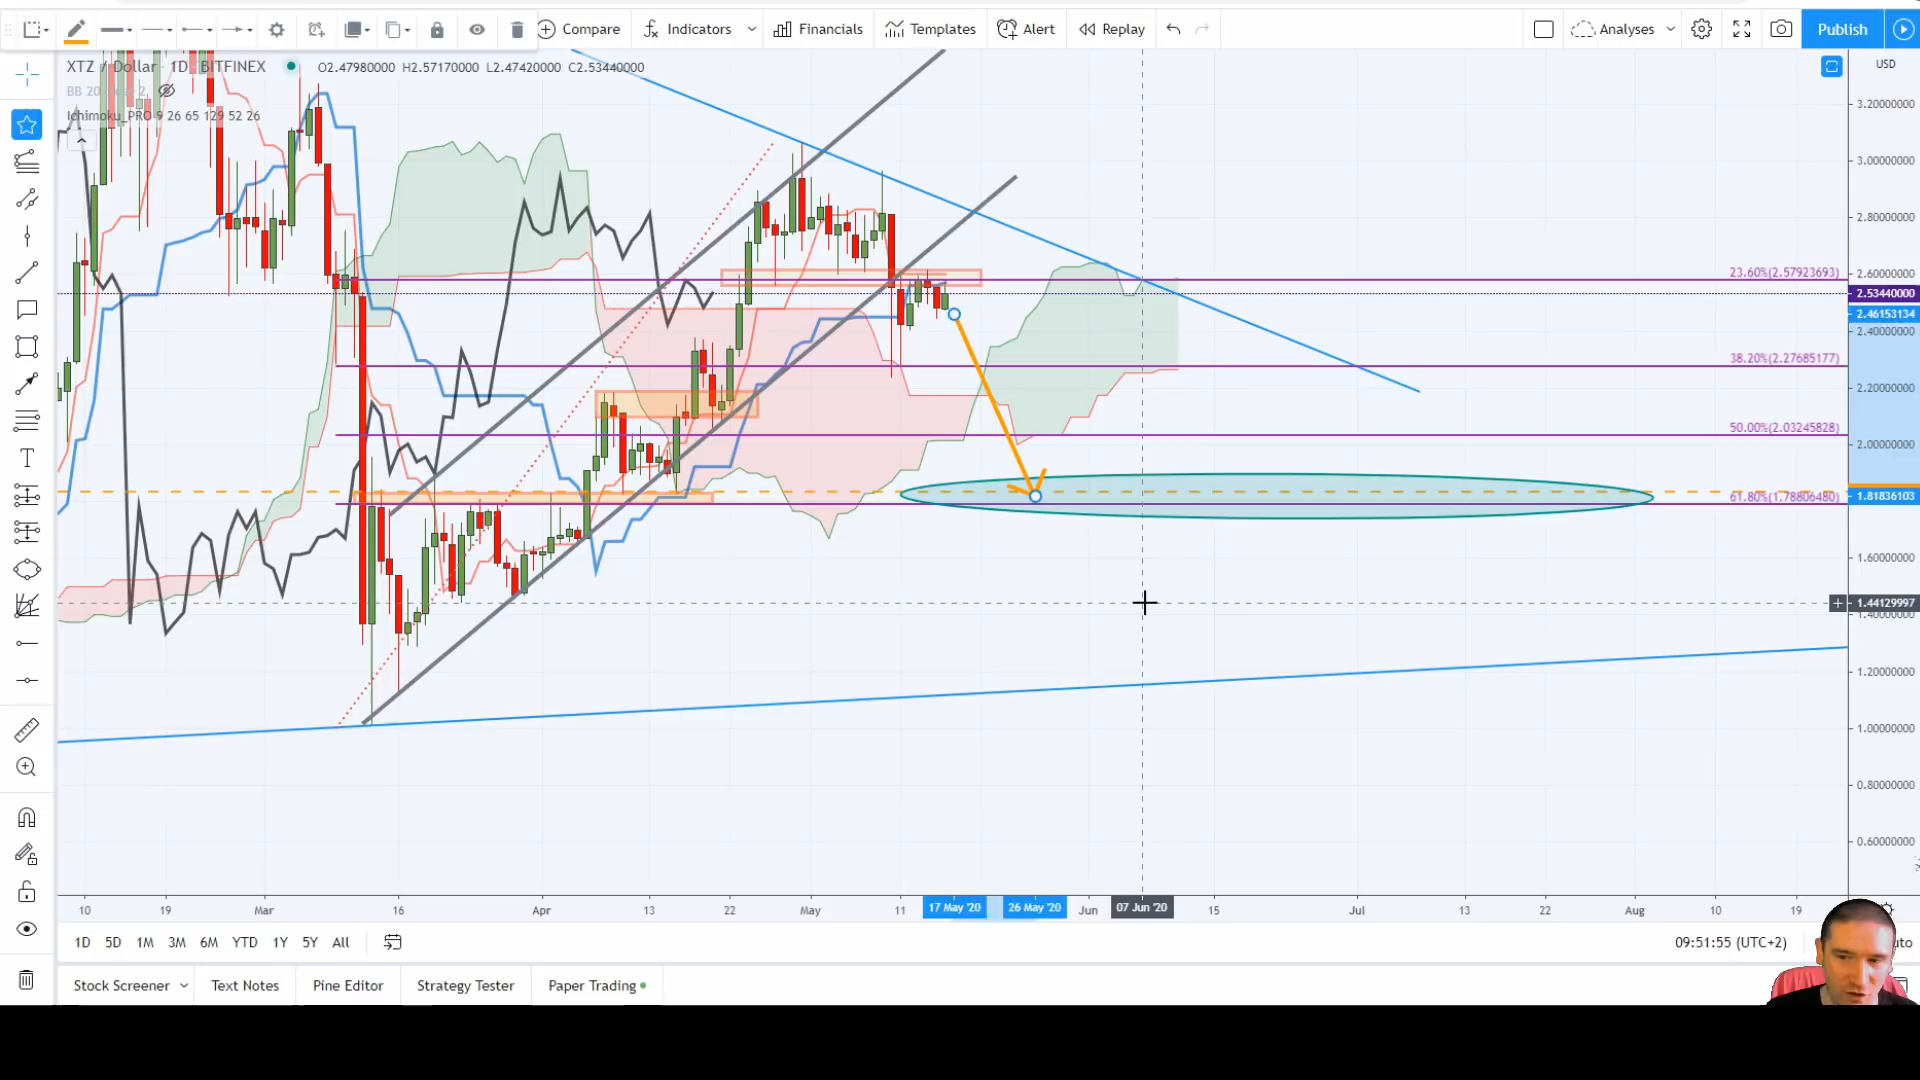 Compare
Indicators
Financials
Templates
Alert
Replay
Analyses
Publish
XTZ / Dollar · 1D · BITFINEX
O2.47980000 H2.57170000 L2.47420000 C2.53440000
USD
BB 20
Ichimoku_PRO 9 26 65 129 52 26
3.20000000
3.00000000
2.80000000
23.60%(2.57923693)
2.60000000
2.53440000
2.46153134
2.40000000
38.20%(2.27685177)
2.20000000
50.00%(2.03245828)
2.00000000
61.80%(1.78806480)
1.81836103
1.60000000
1.44129997
1.40000000
1.20000000
1.00000000
0.80000000
0.60000000
10
19
Mar
16
Apr
13
22
May
11
17 May '20
26 May '20
Jun
07 Jun '20
15
Jul
13
22
Aug
10
19
1D 5D 1M 3M 6M YTD 1Y 5Y All
09:51:55 (UTC+2)
Stock Screener
Text Notes
Pine Editor
Strategy Tester
Paper Trading